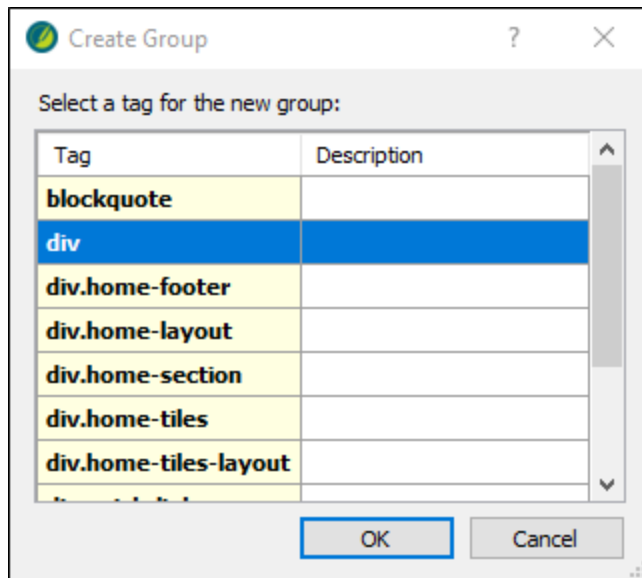 Create Group
?
Select a tag for the new group:
Tag Description
blockquote
div
div.home-footer
div.home-layout
div.home-section
div.home-tiles
div.home-tiles-layout
OK Cancel